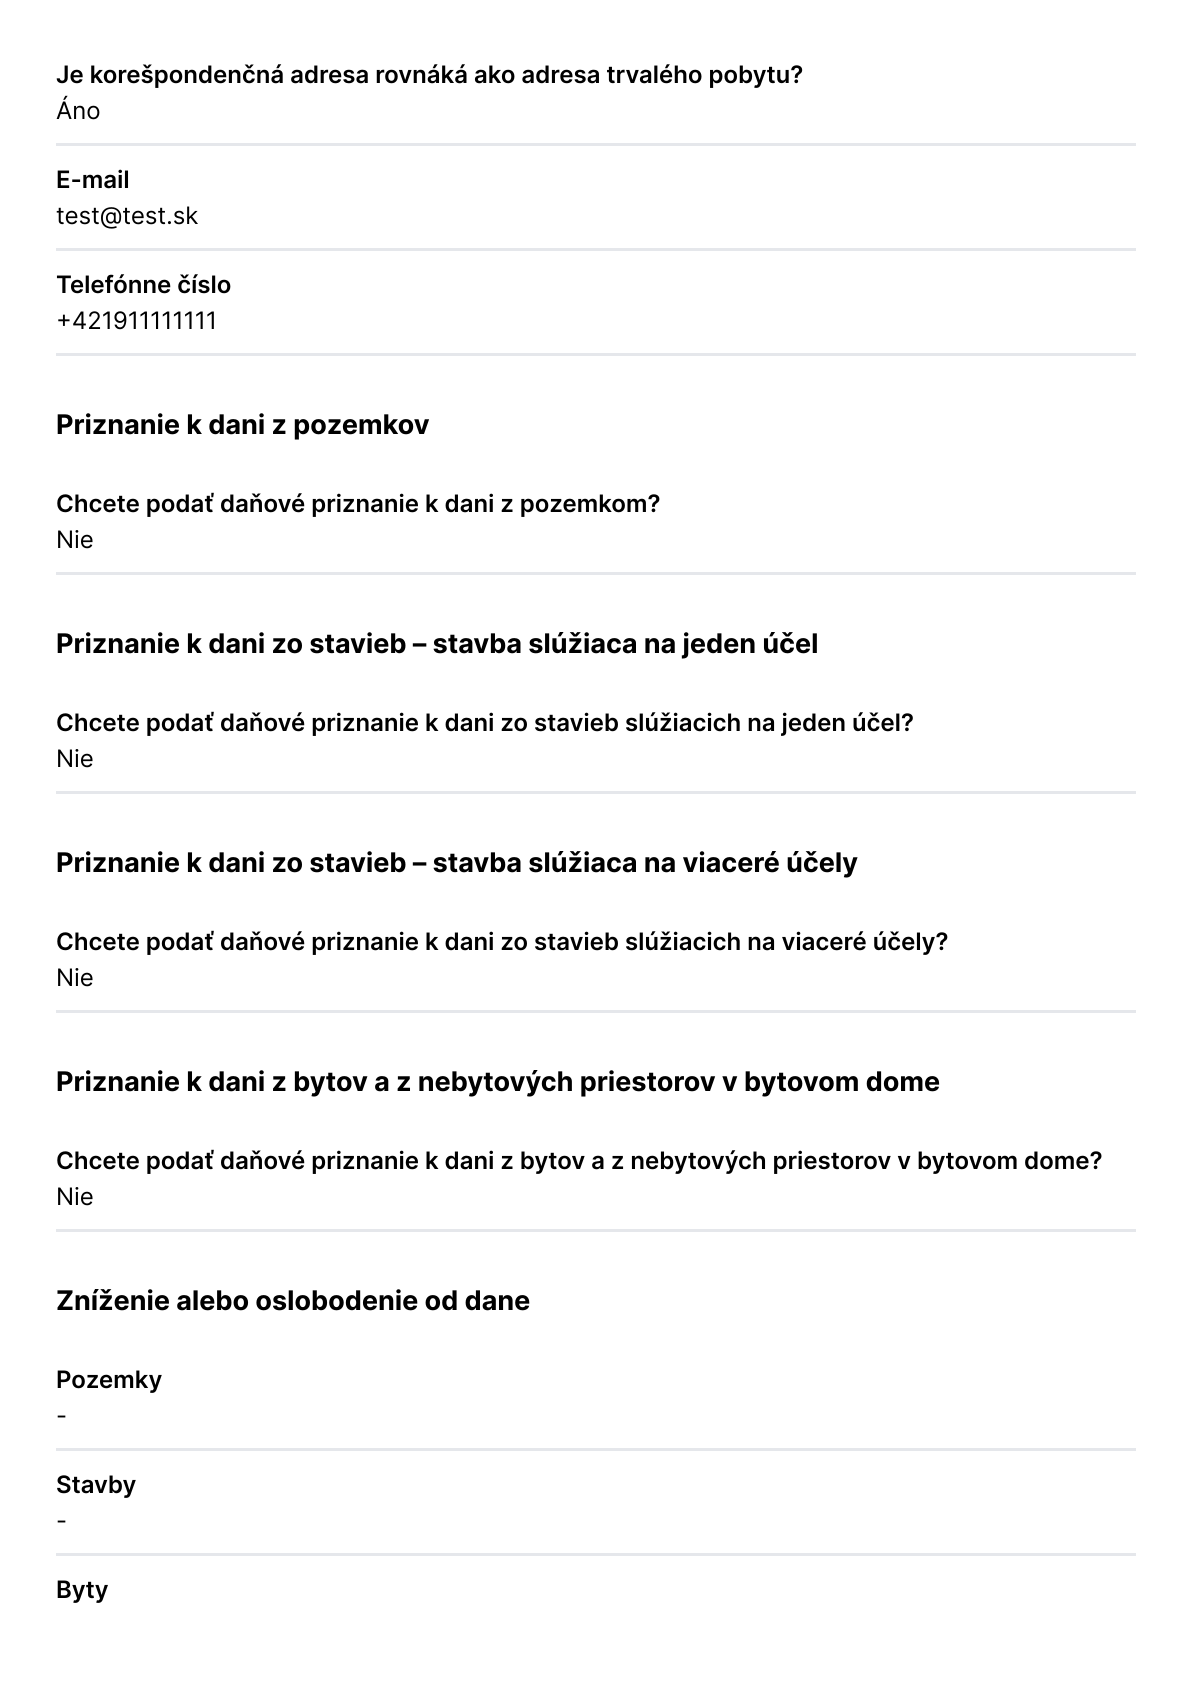 Je korešpondenčná adresa rovnáká ako adresa trvalého pobytu?
Áno
E-mail
test@test.sk
Telefónne číslo
+421911111111
Priznanie k dani z pozemkov
Chcete podať daňové priznanie k dani z pozemkom?
Nie
Priznanie k dani zo stavieb – stavba slúžiaca na jeden účel
Chcete podať daňové priznanie k dani zo stavieb slúžiacich na jeden účel?
Nie
Priznanie k dani zo stavieb – stavba slúžiaca na viaceré účely
Chcete podať daňové priznanie k dani zo stavieb slúžiacich na viaceré účely?
Nie
Priznanie k dani z bytov a z nebytových priestorov v bytovom dome
Chcete podať daňové priznanie k dani z bytov a z nebytových priestorov v bytovom dome?
Nie
Zníženie alebo oslobodenie od dane
Pozemky
-
Stavby
-
Byty